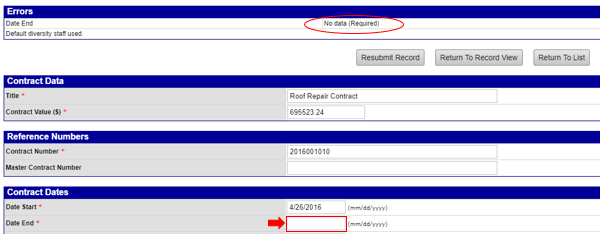 Errors
Date End No data (Required)
Default diversity staff used.
Resubmit Record Return To Record View Return To List
Contract Data
Title * Roof Repair Contract
Contract Value ($) * 695523.24
Reference Numbers
Contract Number * 2016001010
Master Contract Number
Contract Dates
Date Start * 4/26/2016 (mm/dd/yyyy)
Date End * (mm/dd/yyyy)